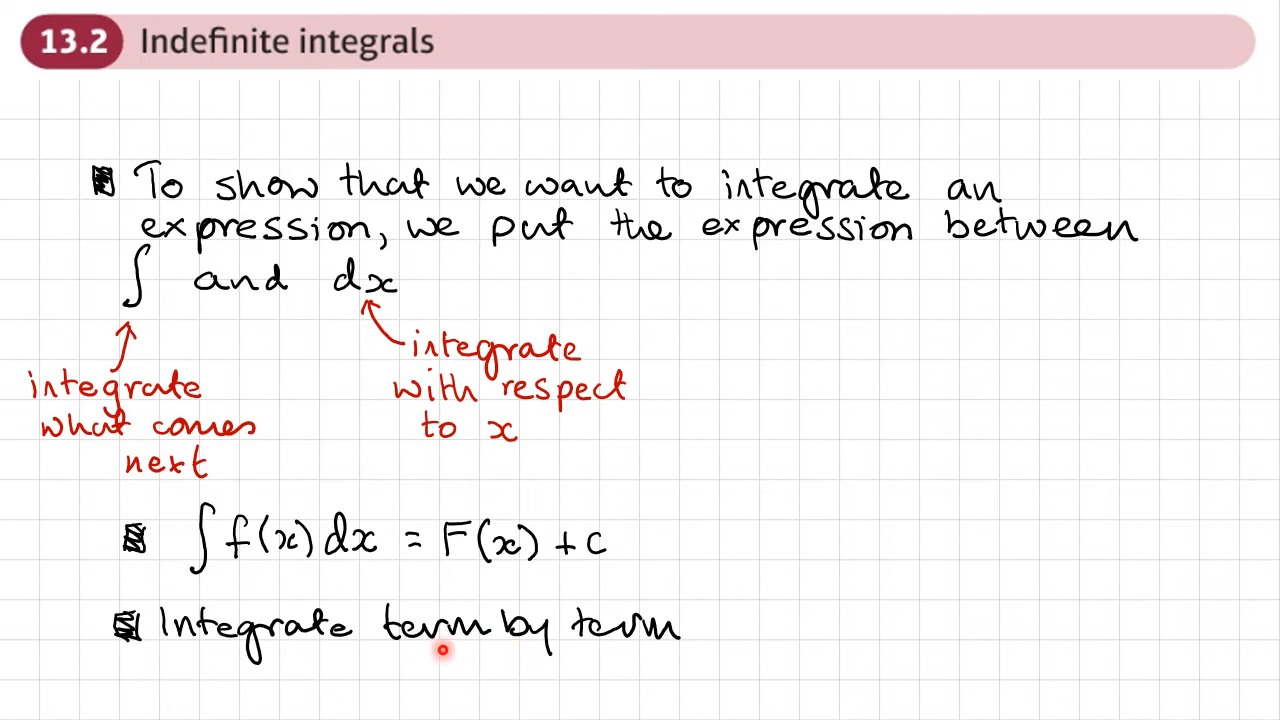 13.2 Indefinite integrals
To show that we want to integrate an
expression, we put the expression between
∫ and dx
integrate
what comes
next
integrate
with respect
to x
∫ f(x) dx = F(x) + c
Integrate term by term